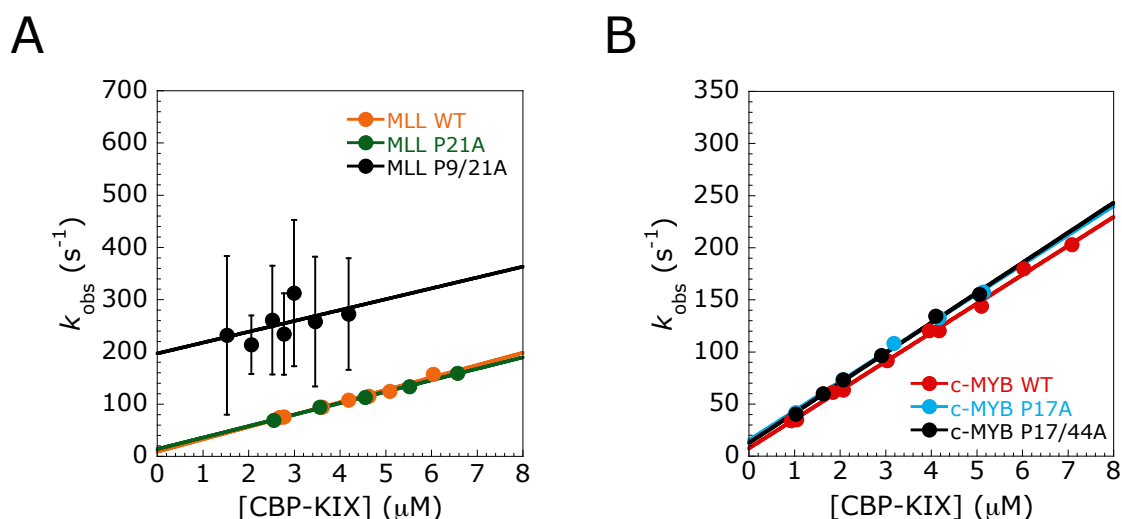 A
700
600
500
400
300
200
100
0
k_obs (s⁻¹)
MLL WT
MLL P21A
MLL P9/21A
0 1 2 3 4 5 6 7 8
[CBP-KIX] (μM)
B
350
300
250
200
150
100
50
0
k_obs (s⁻¹)
c-MYB WT
c-MYB P17A
c-MYB P17/44A
0 1 2 3 4 5 6 7 8
[CBP-KIX] (μM)